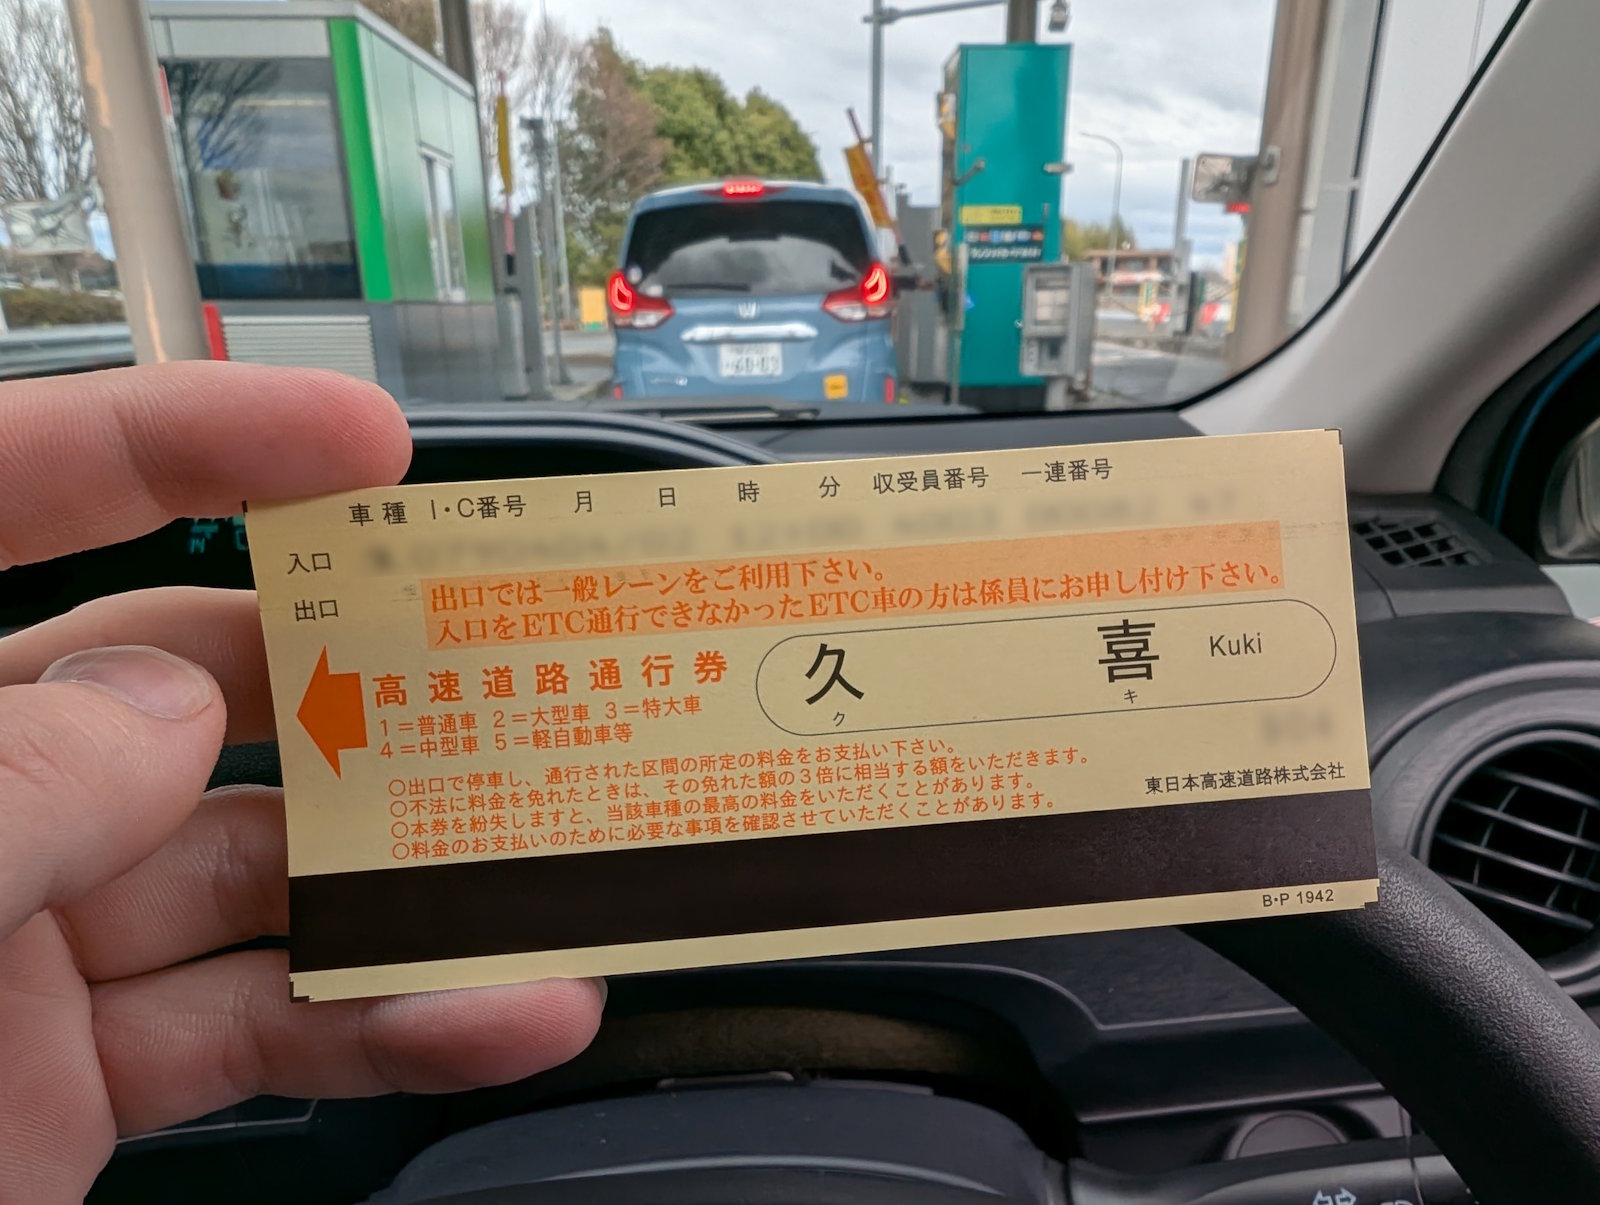 車種 I・C番号 月 日 時 分 収受員番号 一連番号
入口
出口
出口では一般レーンをご利用下さい。
入口をETC通行できなかったETC車の方は係員にお申し付け下さい。
高速道路通行券
1=普通車 2=大型車 3=特大車
4=中型車 5=軽自動車等
久喜 Kuki
ク キ
○出口で停車し、通行された区間の所定の料金をお支払い下さい。
○不法に料金を免れたときは、その免れた額の3倍に相当する額をいただきます。
○本券を紛失しますと、当該車種の最高の料金をいただくことがあります。
○料金のお支払いのために必要な事項を確認させていただくことがあります。
東日本高速道路株式会社
B・P 1942